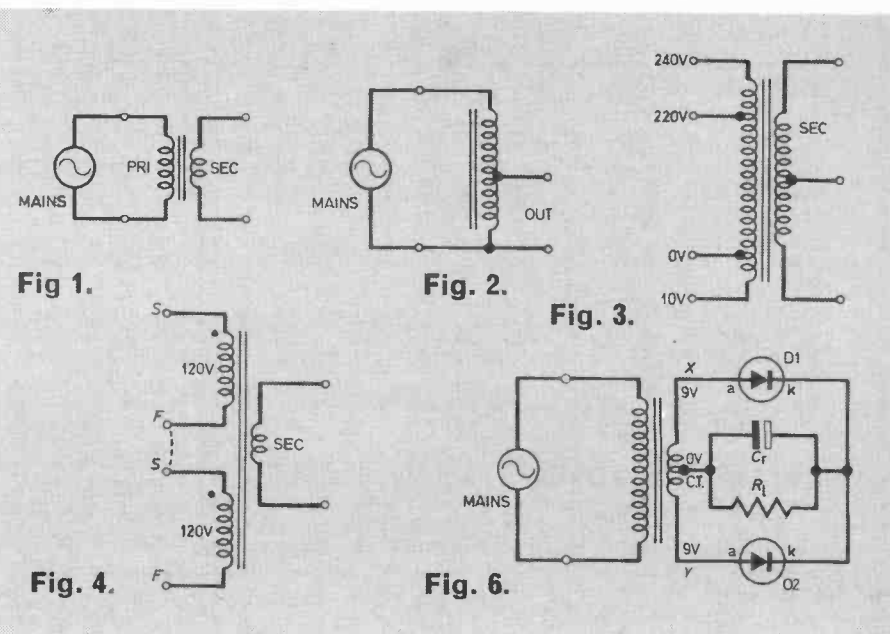 MAINS
PRI
SEC
Fig 1.
MAINS
OUT
Fig. 2.
240V
220V
0V
10V
SEC
Fig. 3.
S
120V
F
S
120V
F
SEC
Fig. 4.
MAINS
X
9V
a
D1
k
0V
C.T.
Cr
Rl
9V
Y
a
k
D2
Fig. 6.